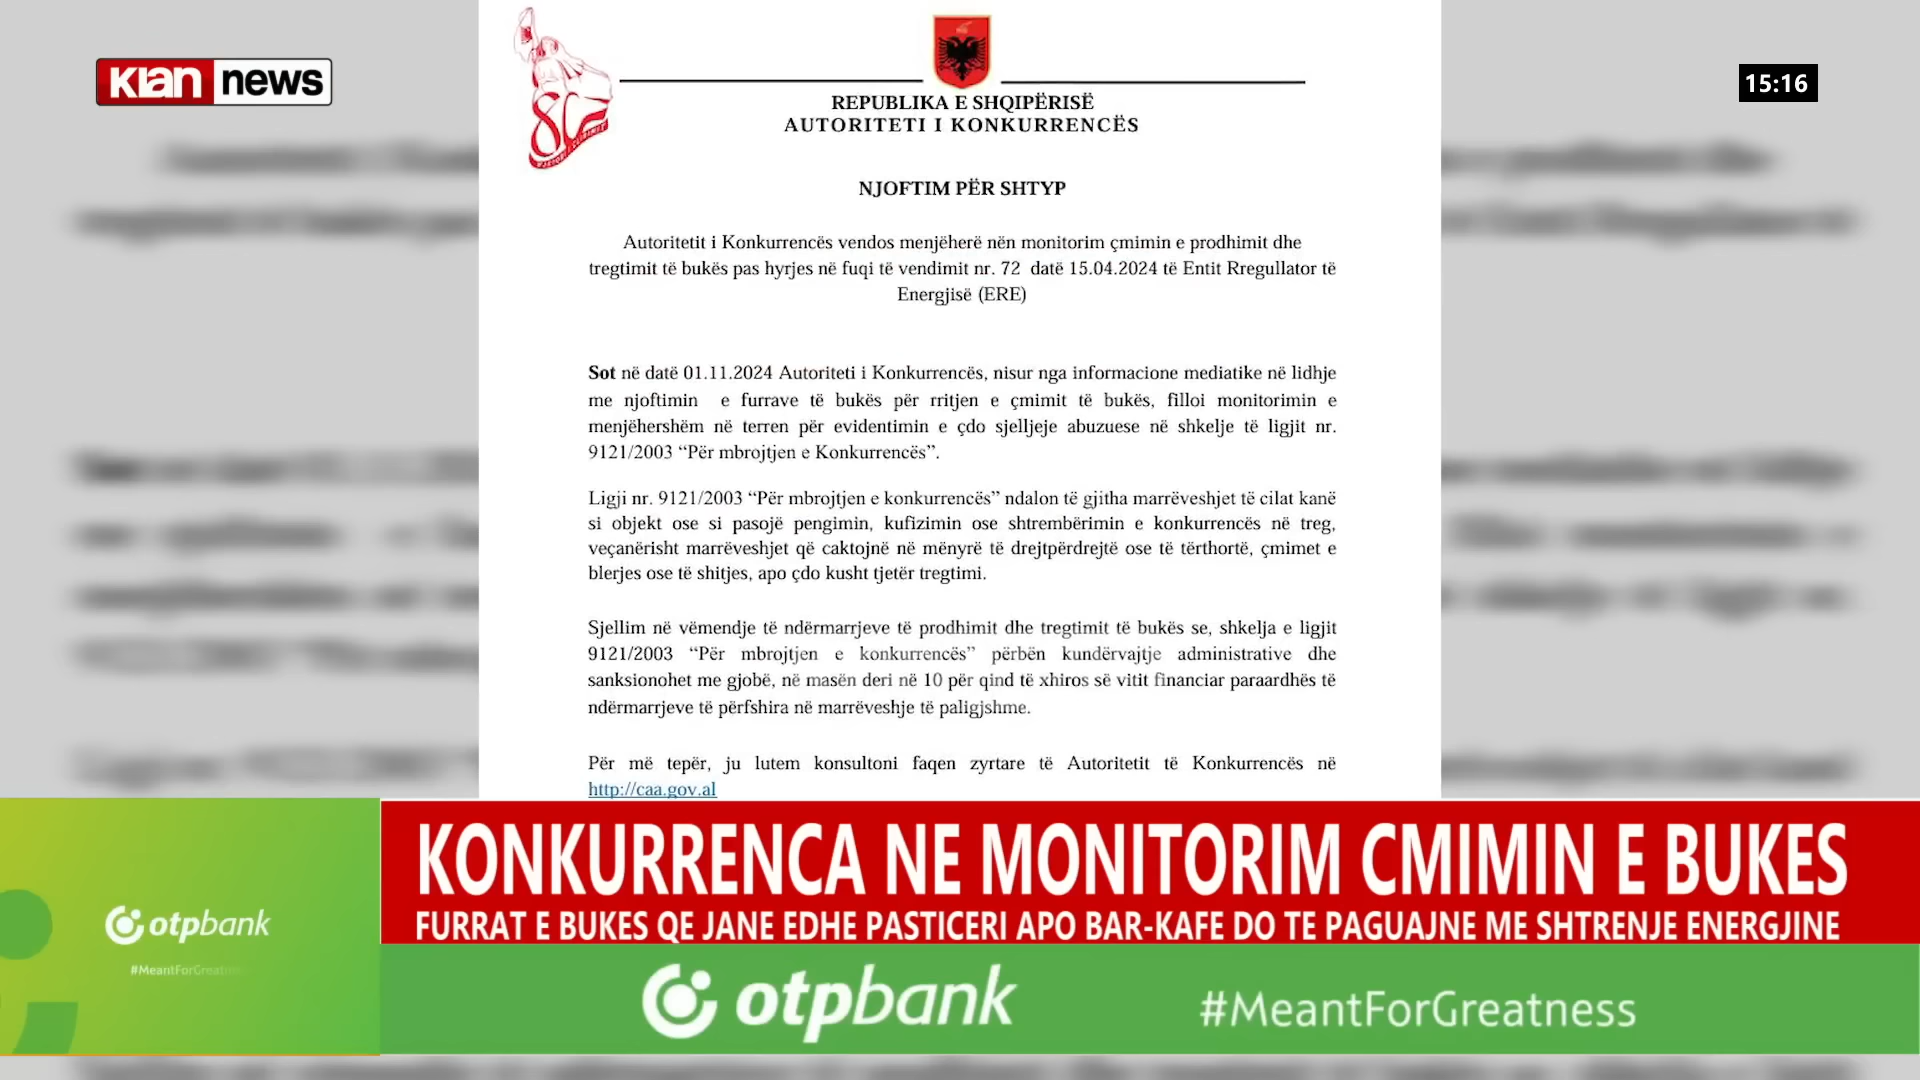 Klan news
15:16
REPUBLIKA E SHQIPËRISË
AUTORITETI I KONKURRENCËS
NJOFTIM PËR SHTYP
Autoritetit i Konkurrencës vendos menjëherë nën monitorim çmimin e prodhimit dhe
tregtimit të bukës pas hyrjes në fuqi të vendimit nr. 72 datë 15.04.2024 të Entit Rregullator të
Energjisë (ERE)
Sot në datë 01.11.2024 Autoriteti i Konkurrencës, nisur nga informacione mediatike në lidhje
me njoftimin e furrave të bukës për rritjen e çmimit të bukës, filloi monitorimin e
menjëhershëm në terren për evidentimin e çdo sjelljeje abuzuese në shkelje të ligjit nr.
9121/2003 “Për mbrojtjen e Konkurrencës”.
Ligji nr. 9121/2003 “Për mbrojtjen e konkurrencës” ndalon të gjitha marrëveshjet të cilat kanë
si objekt ose si pasojë pengimin, kufizimin ose shtrembërimin e konkurrencës në treg,
veçanërisht marrëveshjet që caktojnë në mënyrë të drejtpërdrejtë ose të tërthortë, çmimet e
blerjes ose të shitjes, apo çdo kusht tjetër tregtimi.
Sjellim në vëmendje të ndërmarrjeve të prodhimit dhe tregtimit të bukës se, shkelja e ligjit
9121/2003 “Për mbrojtjen e konkurrencës” përbën kundërvajtje administrative dhe
sanksionohet me gjobë, në masën deri në 10 për qind të xhiros së vitit financiar paraardhës të
ndërmarrjeve të përfshira në marrëveshje të paligjshme.
Për më tepër, ju lutem konsultoni faqen zyrtare të Autoritetit të Konkurrencës në
http://caa.gov.al
KONKURRENCA NE MONITORIM CMIMIN E BUKES
FURRAT E BUKES QE JANE EDHE PASTICERI APO BAR-KAFE DO TE PAGUAJNE ME SHTRENJE ENERGJINE
otpbank
#MeantForGreatn
otpbank
#MeantForGreatness